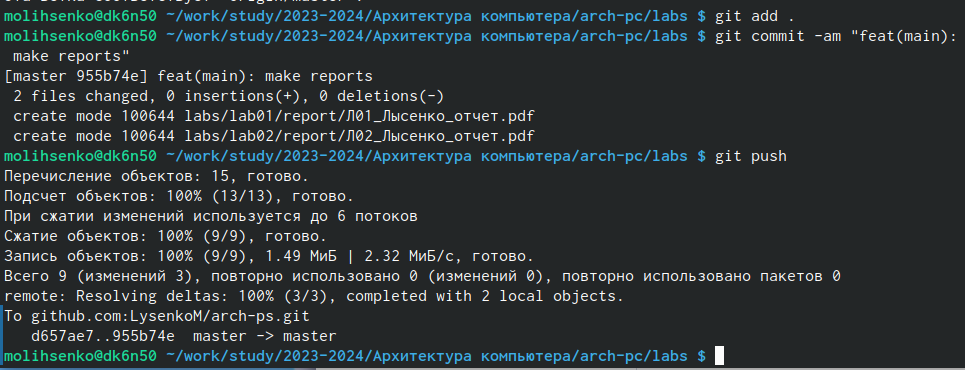 molihsenko@dk6n50 ~/work/study/2023-2024/Архитектура компьютера/arch-pc/labs $ git add .
molihsenko@dk6n50 ~/work/study/2023-2024/Архитектура компьютера/arch-pc/labs $ git commit -am "feat(main):
 make reports"
[master 955b74e] feat(main): make reports
 2 files changed, 0 insertions(+), 0 deletions(-)
 create mode 100644 labs/lab01/report/Л01_Лысенко_отчет.pdf
 create mode 100644 labs/lab02/report/Л02_Лысенко_отчет.pdf
molihsenko@dk6n50 ~/work/study/2023-2024/Архитектура компьютера/arch-pc/labs $ git push
Перечисление объектов: 15, готово.
Подсчет объектов: 100% (13/13), готово.
При сжатии изменений используется до 6 потоков
Сжатие объектов: 100% (9/9), готово.
Запись объектов: 100% (9/9), 1.49 МиБ | 2.32 МиБ/с, готово.
Всего 9 (изменений 3), повторно использовано 0 (изменений 0), повторно использовано пакетов 0
remote: Resolving deltas: 100% (3/3), completed with 2 local objects.
To github.com:LysenkoM/arch-ps.git
   d657ae7..955b74e  master -> master
molihsenko@dk6n50 ~/work/study/2023-2024/Архитектура компьютера/arch-pc/labs $